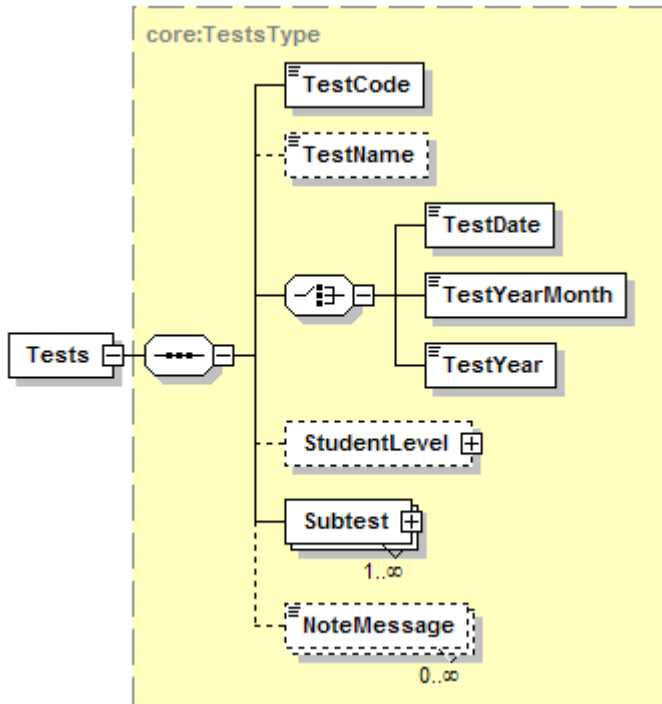 core:TestsType
TestCode
TestName
TestDate
TestYearMonth
Tests
TestYear
StudentLevel
Subtest
1..∞
NoteMessage
0..∞